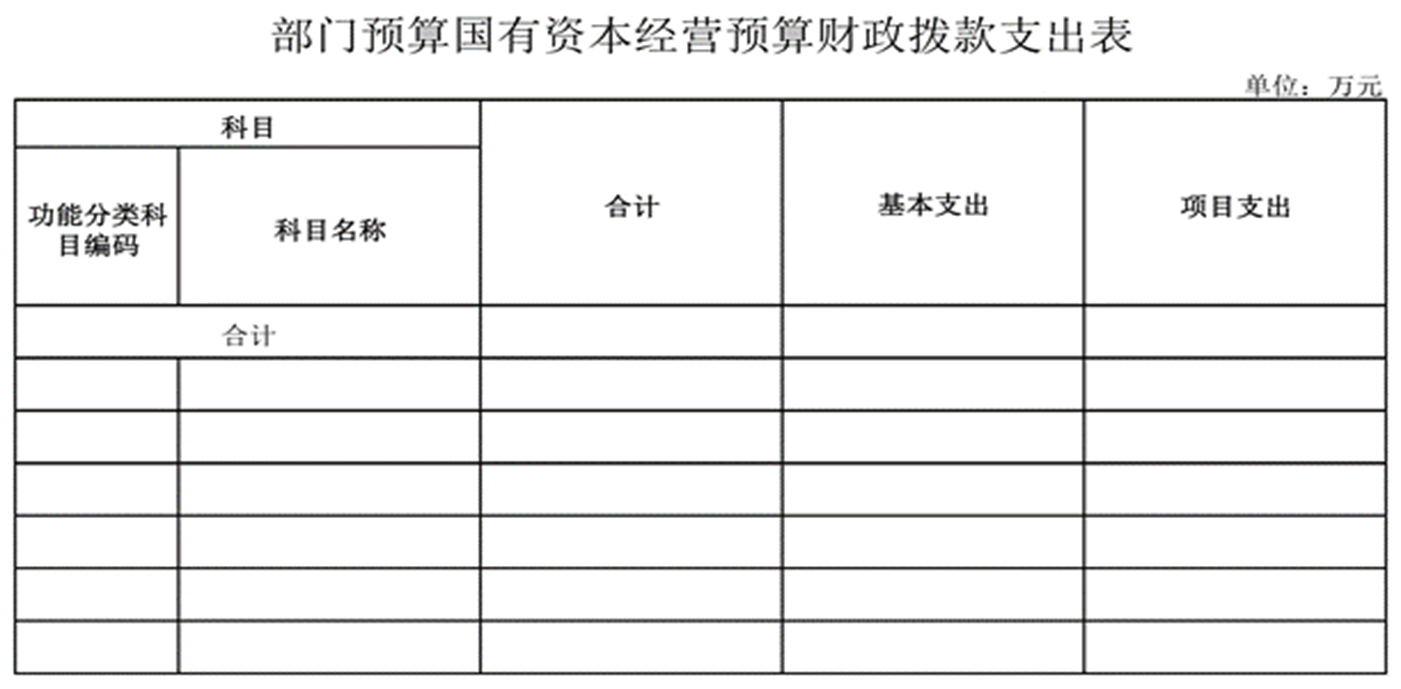 部门预算国有资本经营预算财政拨款支出表
单位：万元
科目
合计
基本支出
项目支出
功能分类科
目编码
科目名称
合计